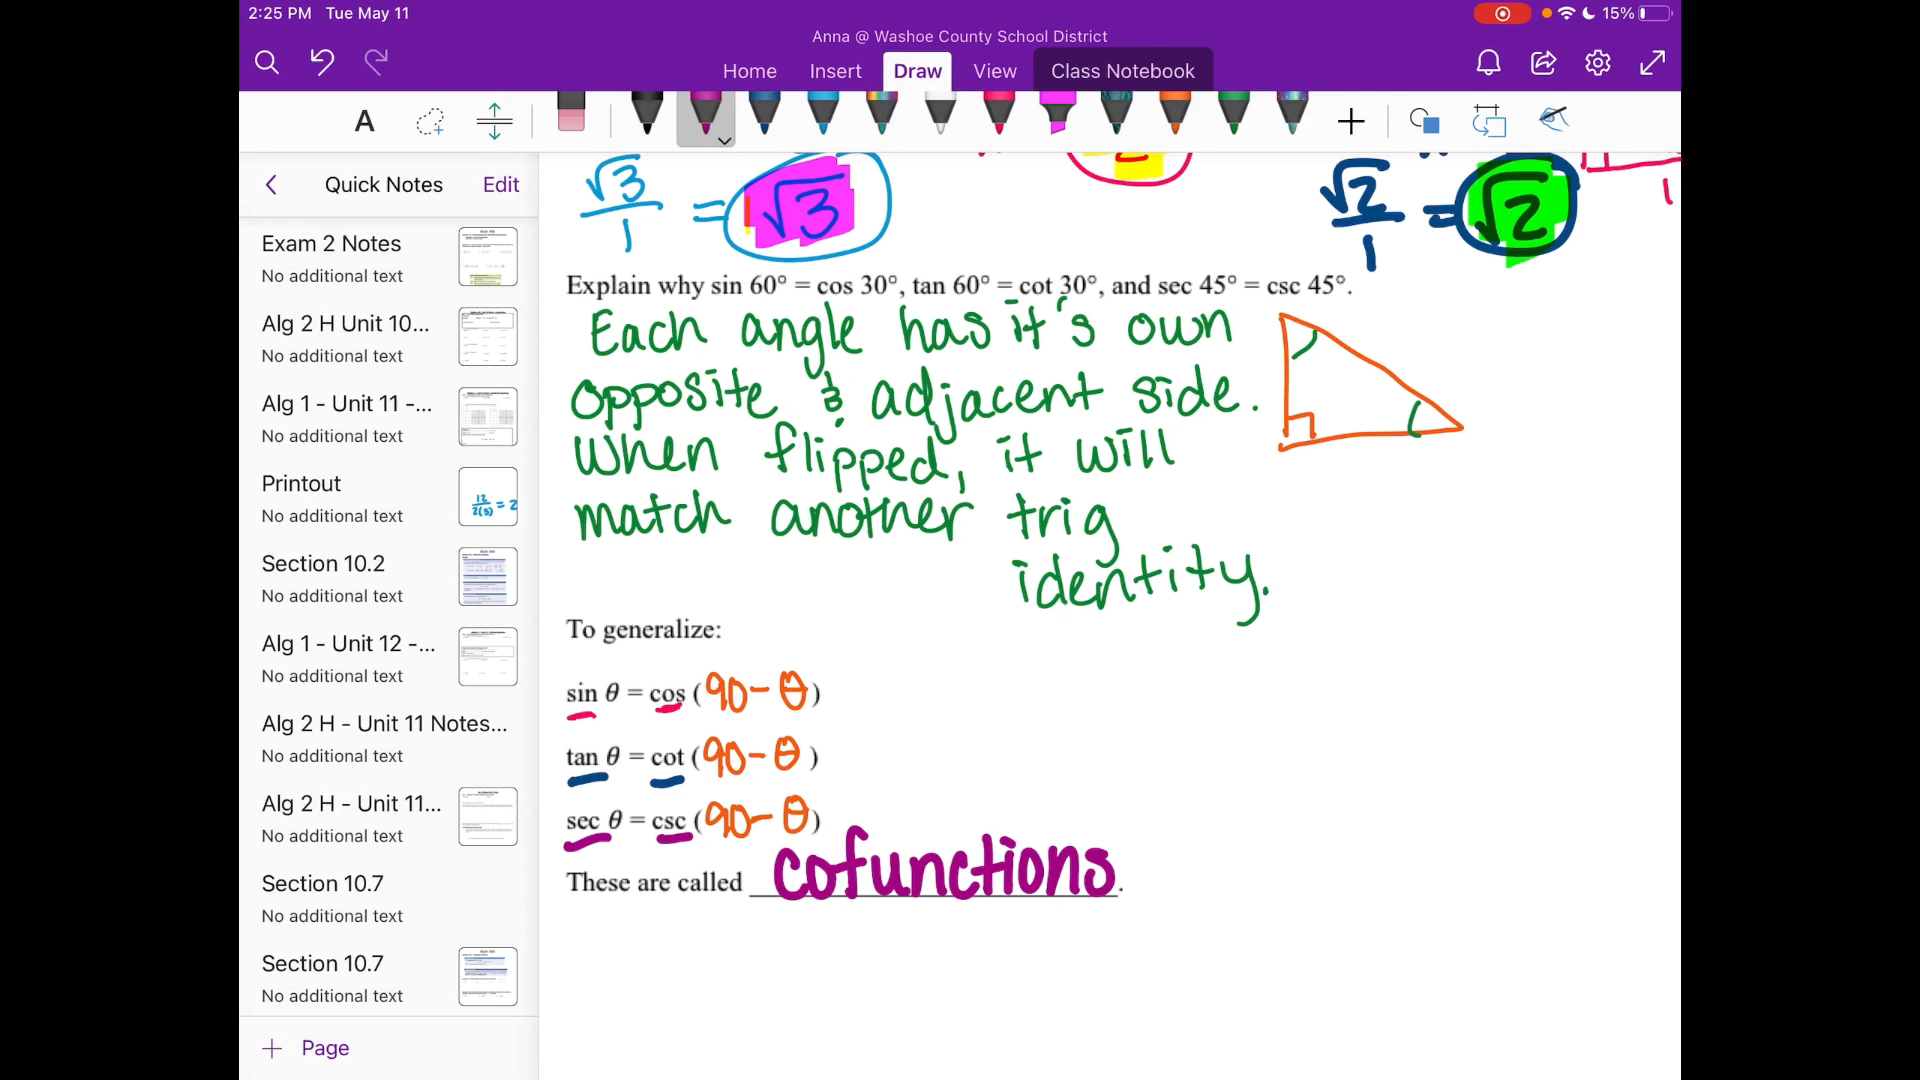 2:25 PM Tue May 11
15%
Anna @ Washoe County School District
Home Insert Draw View Class Notebook
A
Quick Notes Edit
Exam 2 Notes
No additional text
Alg 2 H Unit 10...
No additional text
Alg 1 - Unit 11 -...
No additional text
Printout
No additional text
Section 10.2
No additional text
Alg 1 - Unit 12 -...
No additional text
Alg 2 H - Unit 11 Notes...
No additional text
Alg 2 H - Unit 11...
No additional text
Section 10.7
No additional text
Section 10.7
No additional text
+ Page
√3/1 = √3
√2/1 = √2
1
Explain why sin 60° = cos 30°, tan 60° = cot 30°, and sec 45° = csc 45°.
Each angle has it's own
opposite & adjacent side.
When flipped, it will
match another trig
identity.
To generalize:
sin θ = cos (90 - θ)
tan θ = cot (90 - θ)
sec θ = csc (90 - θ)
These are called cofunctions.